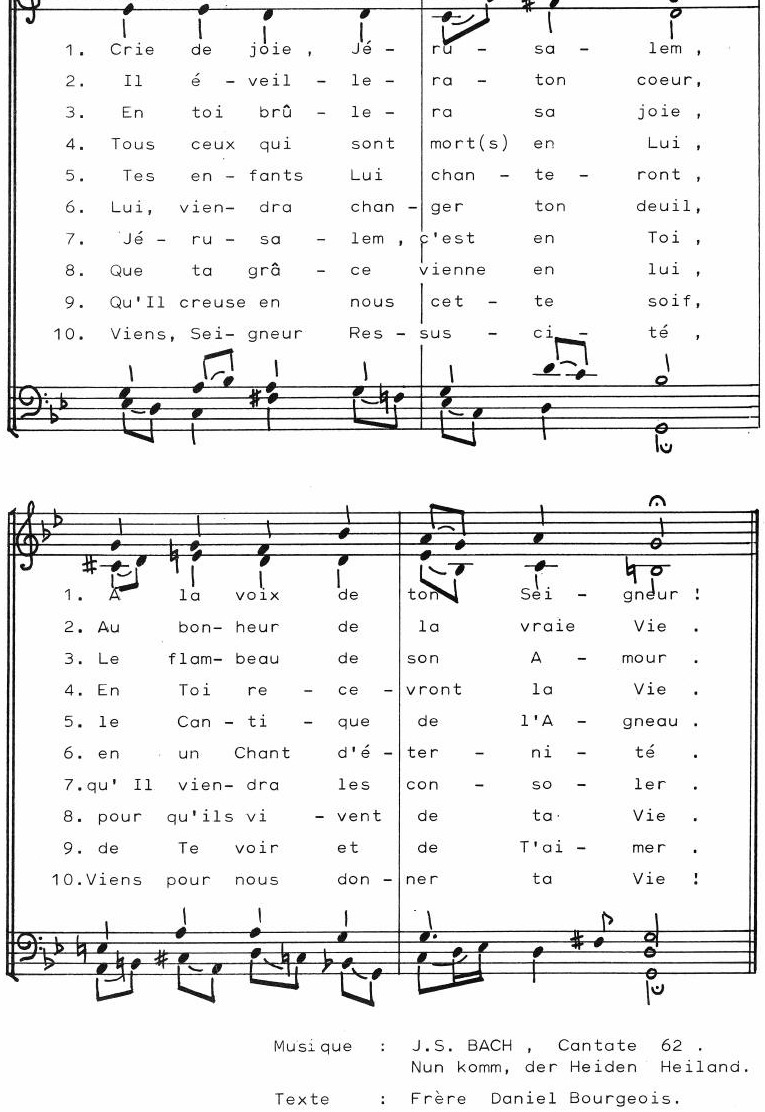 1. Crie de joie , Jé - ru - sa - lem ,
2. Il é - veil - le - ra - ton coeur,
3. En toi brû - le - ra sa joie ,
4. Tous ceux qui sont mort(s) en Lui ,
5. Tes en - fants Lui chan - te - ront ,
6. Lui, vien- dra chan - ger ton deuil,
7. Jé - ru - sa - lem , c'est en Toi ,
8. Que ta grâ - ce vienne en lui ,
9. Qu'Il creuse en nous cet - te soif,
10. Viens, Sei- gneur Res - sus - ci - té ,
1. A la voix de ton Sei - gneur !
2. Au bon- heur de la vraie Vie .
3. Le flam- beau de son A - mour .
4. En Toi re - ce - vront la Vie .
5. le Can - ti - que de l'A - gneau .
6. en un Chant d'é - ter - ni - té .
7.qu' Il vien- dra les con - so - ler .
8. pour qu'ils vi - vent de ta Vie .
9. de Te voir et de T'ai - mer .
10.Viens pour nous don - ner ta Vie !
Musique : J.S. BACH , Cantate 62 .
Nun komm, der Heiden Heiland.
Texte : Frère Daniel Bourgeois.